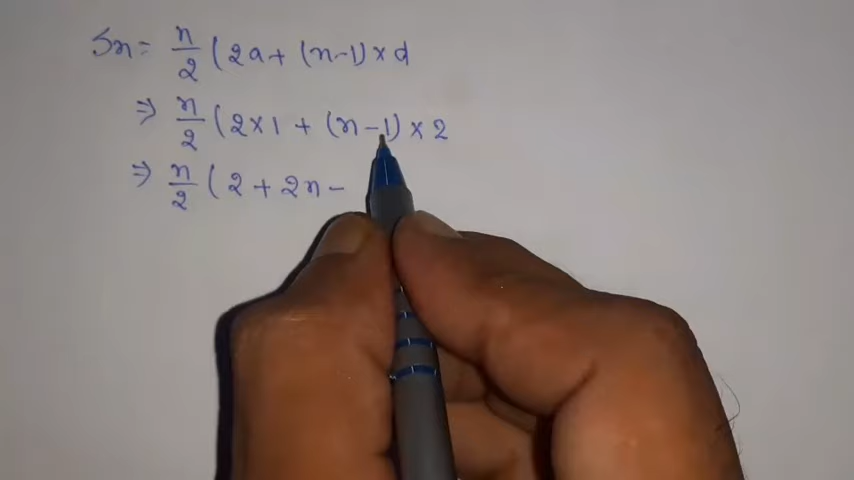 Sn = n/2 (2a + (n-1) × d
⇒ n/2 (2×1 + (n-1) × 2
⇒ n/2 (2 + 2n -